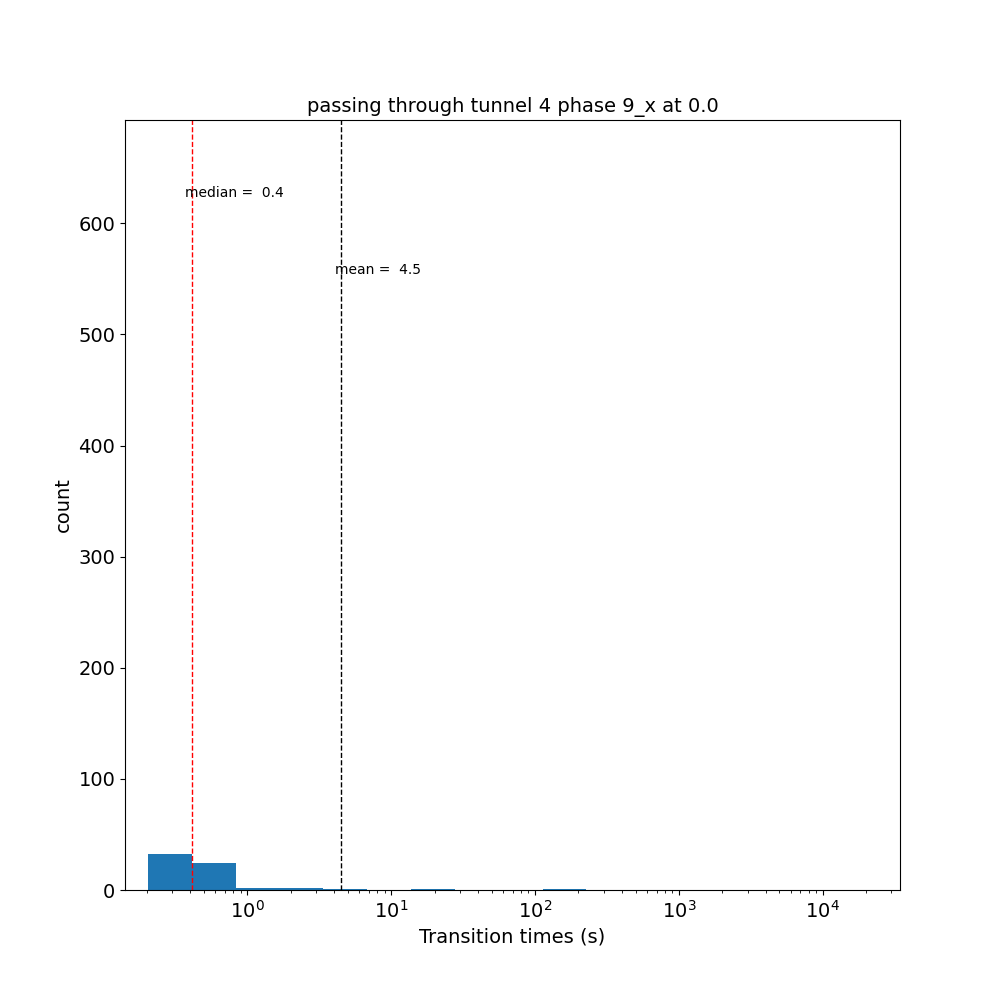 passing through tunnel 4 phase 9_x at 0.0
median =  0.4
mean =  4.5
600
500
400
300
200
100
0
count
10⁰
10¹
10²
10³
10⁴
Transition times (s)